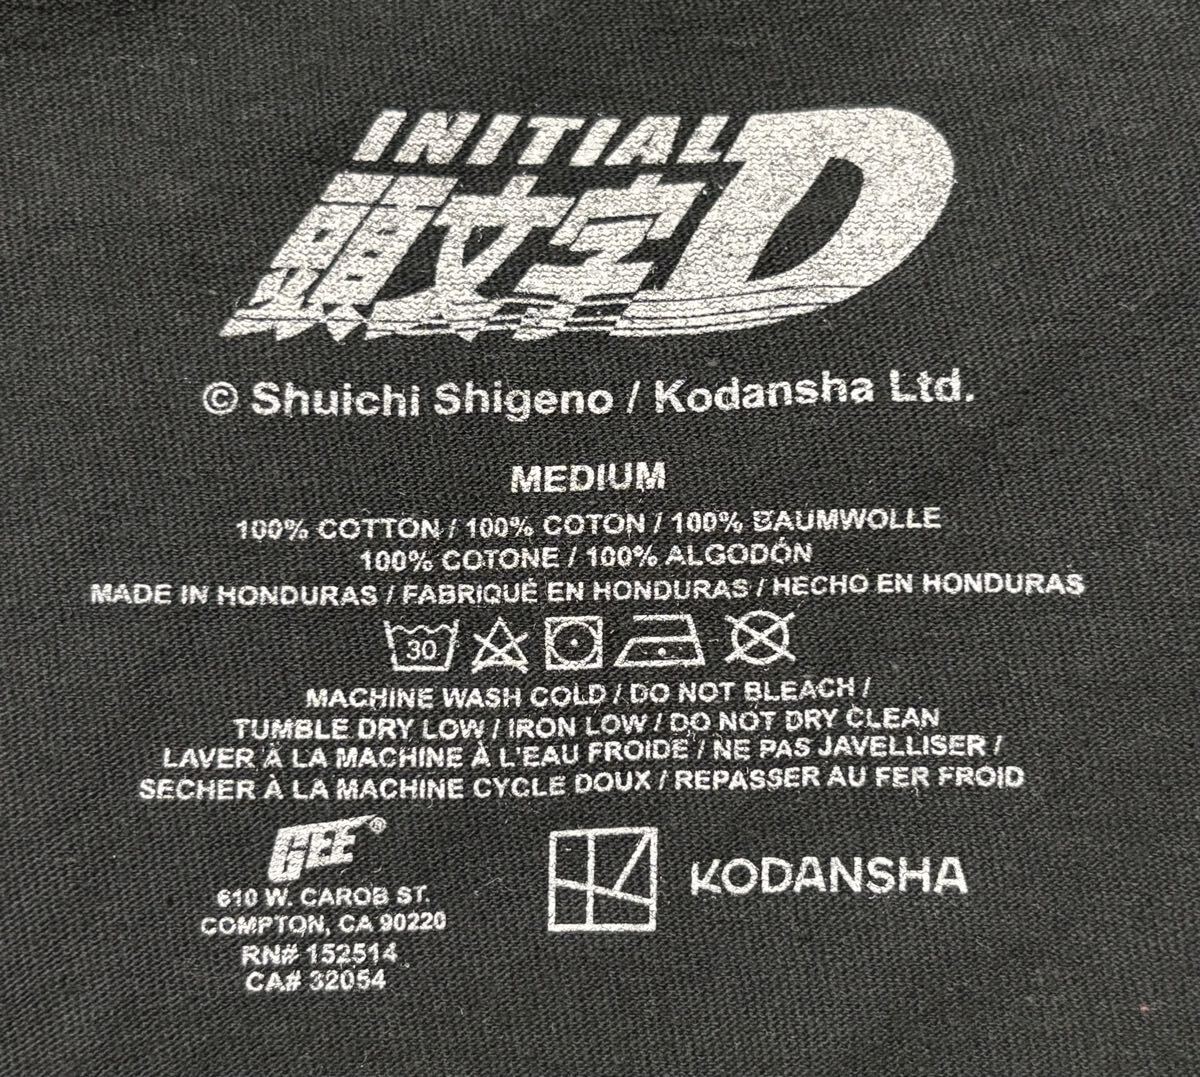 INITIAL D
頭文字
© Shuichi Shigeno / Kodansha Ltd.
MEDIUM
100% COTTON / 100% COTON / 100% BAUMWOLLE
100% COTONE / 100% ALGODÓN
MADE IN HONDURAS / FABRIQUÉ EN HONDURAS / HECHO EN HONDURAS
30
MACHINE WASH COLD / DO NOT BLEACH /
TUMBLE DRY LOW / IRON LOW / DO NOT DRY CLEAN
LAVER À LA MACHINE À L'EAU FROIDE / NE PAS JAVELLISER /
SECHER À LA MACHINE CYCLE DOUX / REPASSER AU FER FROID
GEE®
610 W. CAROB ST.
COMPTON, CA 90220
RN# 152514
CA# 32054
KODANSHA